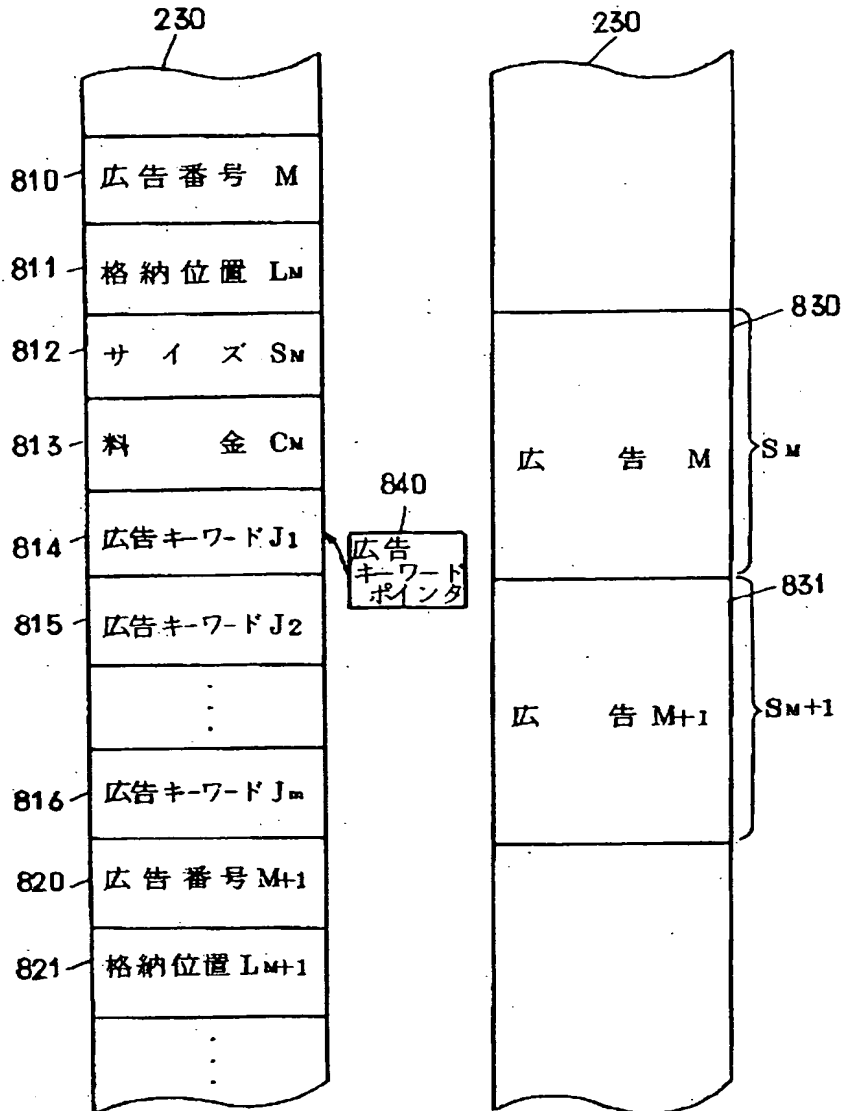 230
810 広告番号 M
811 格納位置 LM
812 サイズ SM
813 料金 CM
814 広告キーワード J1
815 広告キーワード J2
⋮
816 広告キーワード Jm
820 広告番号 M+1
821 格納位置 LM+1
⋮
840
広告
キーワード
ポインタ
230
830
広告 M
SM
831
広告 M+1
SM+1